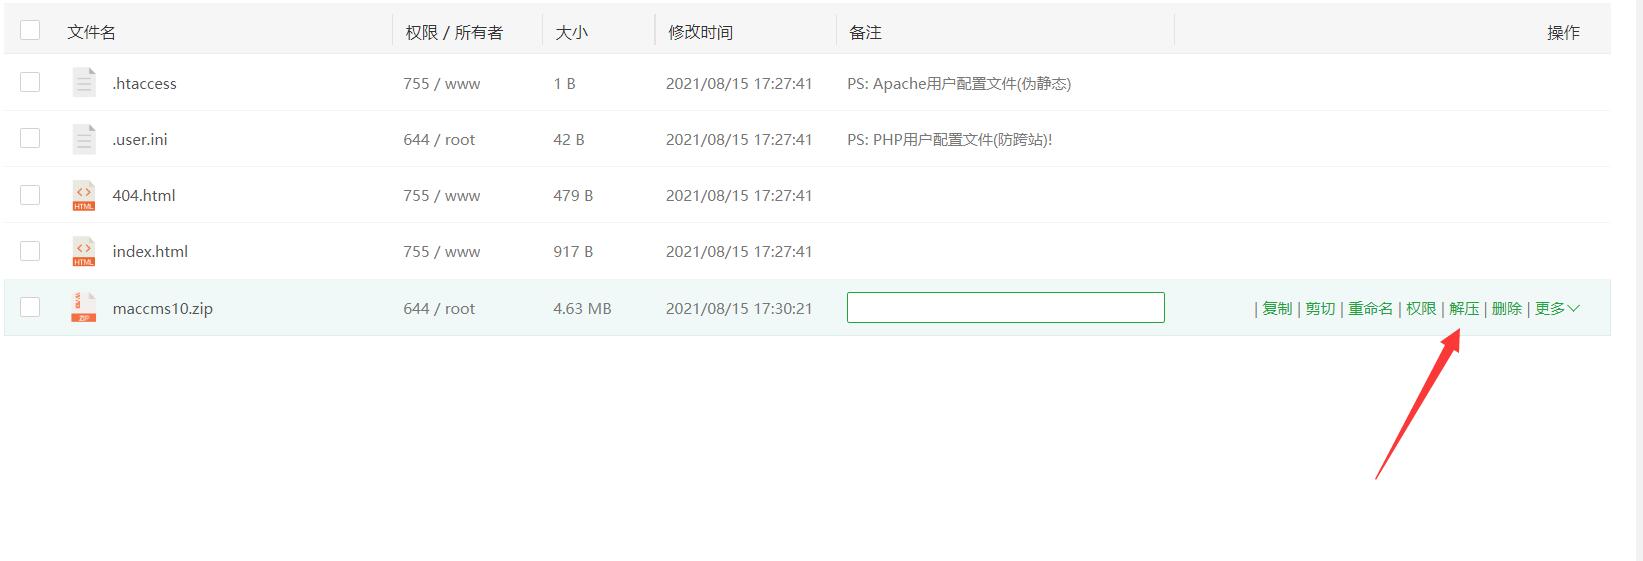 文件名 权限 / 所有者 大小 修改时间 备注 操作
.htaccess 755 / www 1 B 2021/08/15 17:27:41 PS: Apache用户配置文件(伪静态)
.user.ini 644 / root 42 B 2021/08/15 17:27:41 PS: PHP用户配置文件(防跨站)!
HTML 404.html 755 / www 479 B 2021/08/15 17:27:41
HTML index.html 755 / www 917 B 2021/08/15 17:27:41
ZIP maccms10.zip 644 / root 4.63 MB 2021/08/15 17:30:21 | 复制 | 剪切 | 重命名 | 权限 | 解压 | 删除 | 更多